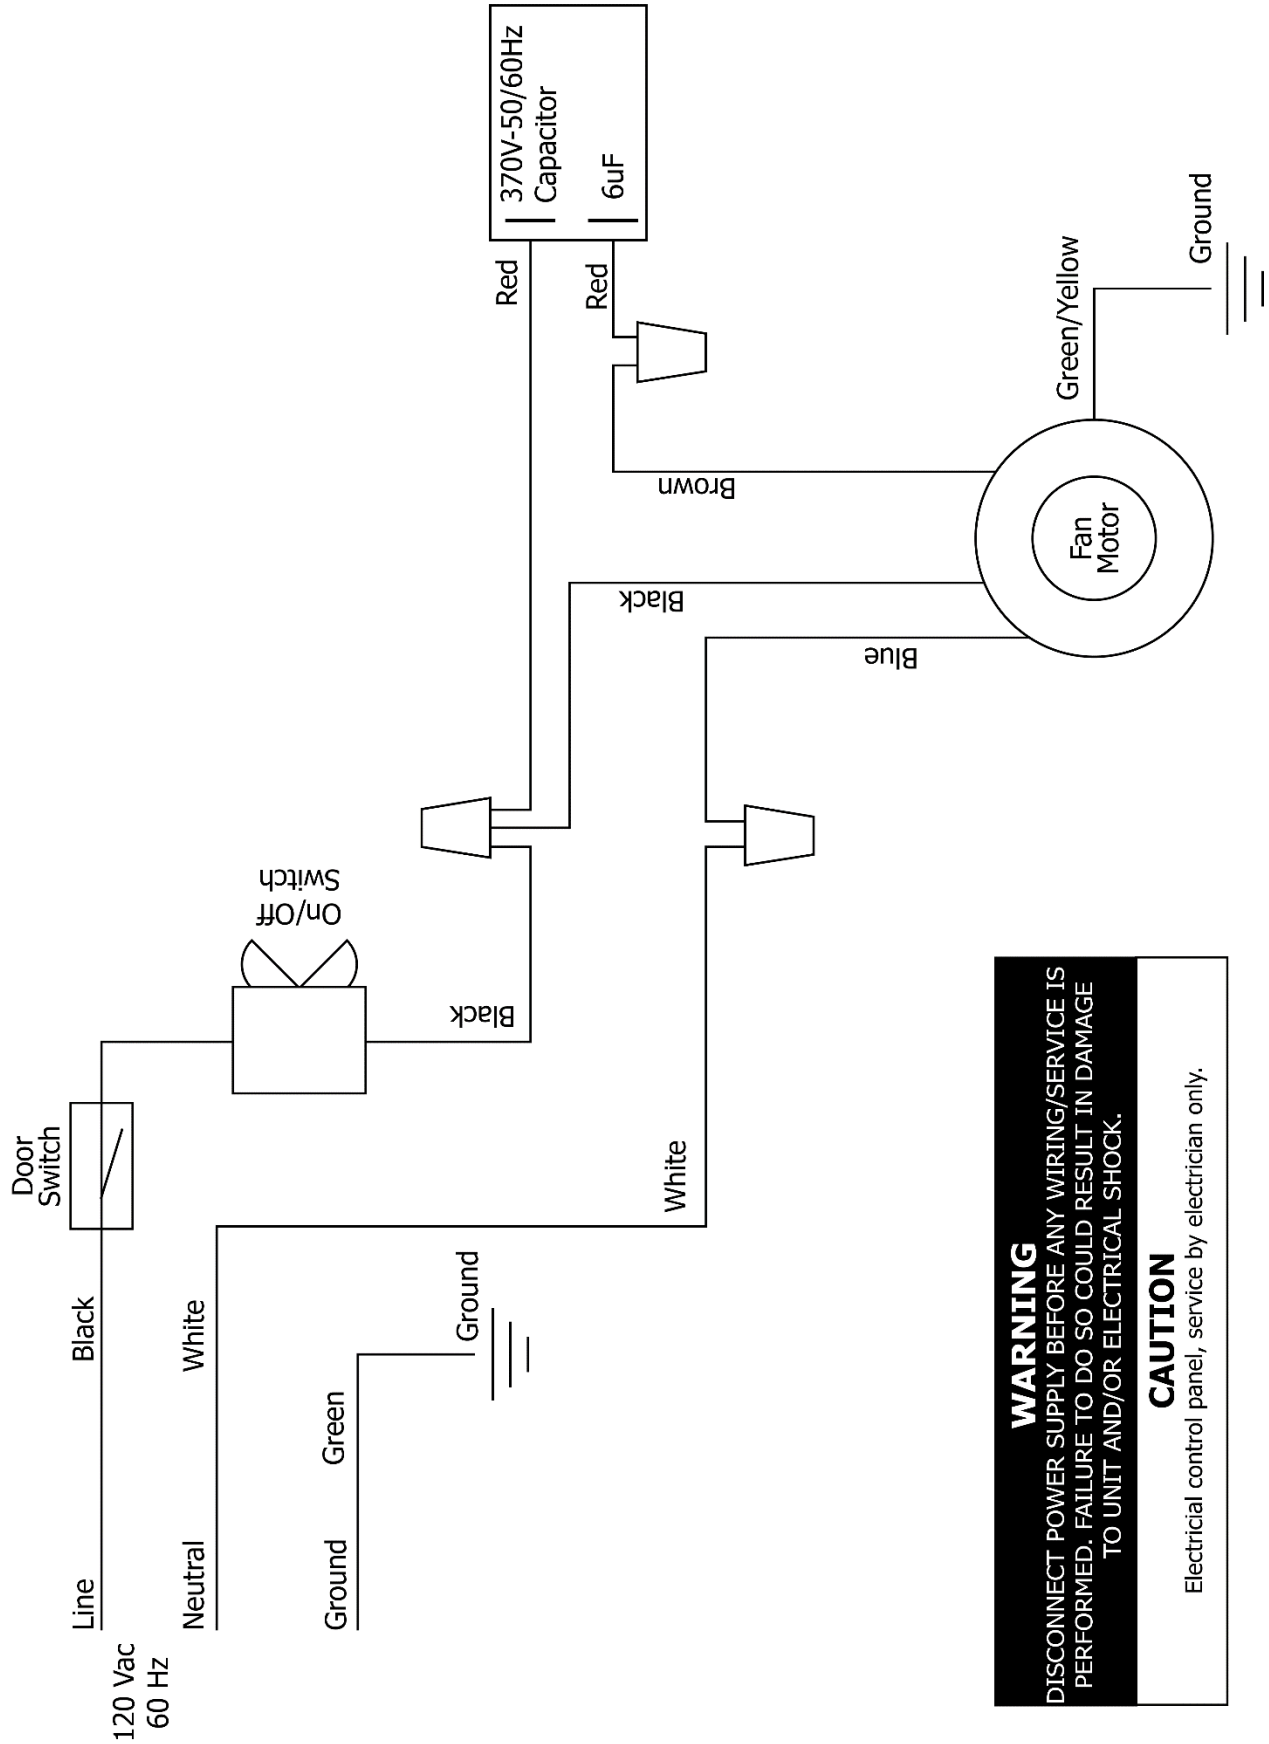 120 Vac
60 Hz
Line
Black
Door
Switch
Neutral
White
Ground
Green
Ground
On/Off
Switch
Black
White
Red
Red
370V-50/60Hz
Capacitor
6uF
Brown
Black
Blue
Fan
Motor
Green/Yellow
Ground
WARNING
DISCONNECT POWER SUPPLY BEFORE ANY WIRING/SERVICE IS
PERFORMED. FAILURE TO DO SO COULD RESULT IN DAMAGE
TO UNIT AND/OR ELECTRICAL SHOCK.
CAUTION
Electricial control panel, service by electrician only.